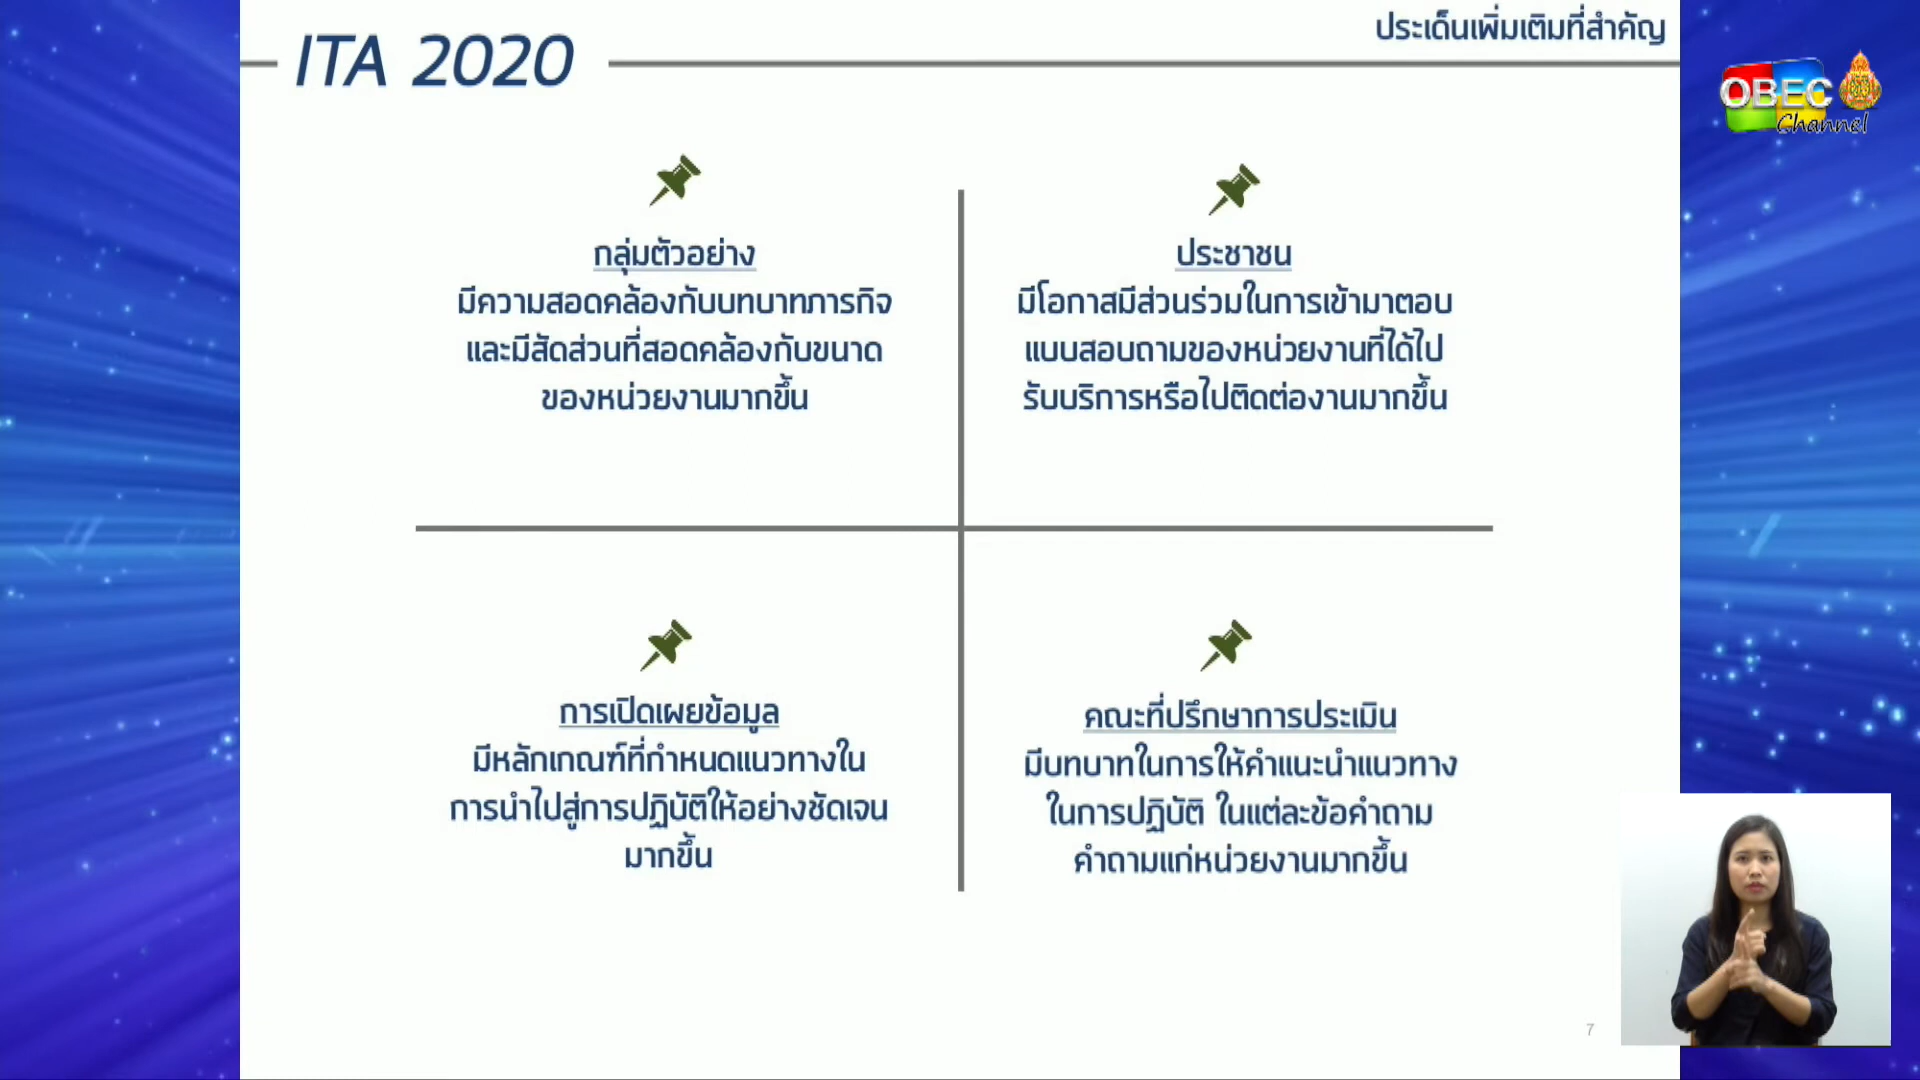 ประเด็นเพิ่มเติมที่สำคัญ
ITA 2020
OBEC
Channel
กลุ่มตัวอย่าง
มีความสอดคล้องกับบทบาทภารกิจ
และมีสัดส่วนที่สอดคล้องกับขนาด
ของหน่วยงานมากขึ้น
ประชาชน
มีโอกาสมีส่วนร่วมในการเข้ามาตอบ
แบบสอบถามของหน่วยงานที่ได้ไป
รับบริการหรือไปติดต่องานมากขึ้น
การเปิดเผยข้อมูล
มีหลักเกณฑ์ที่กำหนดแนวทางใน
การนำไปสู่การปฏิบัติให้อย่างชัดเจน
มากขึ้น
คณะที่ปรึกษาการประเมิน
มีบทบาทในการให้คำแนะนำแนวทาง
ในการปฏิบัติ ในแต่ละข้อคำถาม
คำถามแก่หน่วยงานมากขึ้น
7